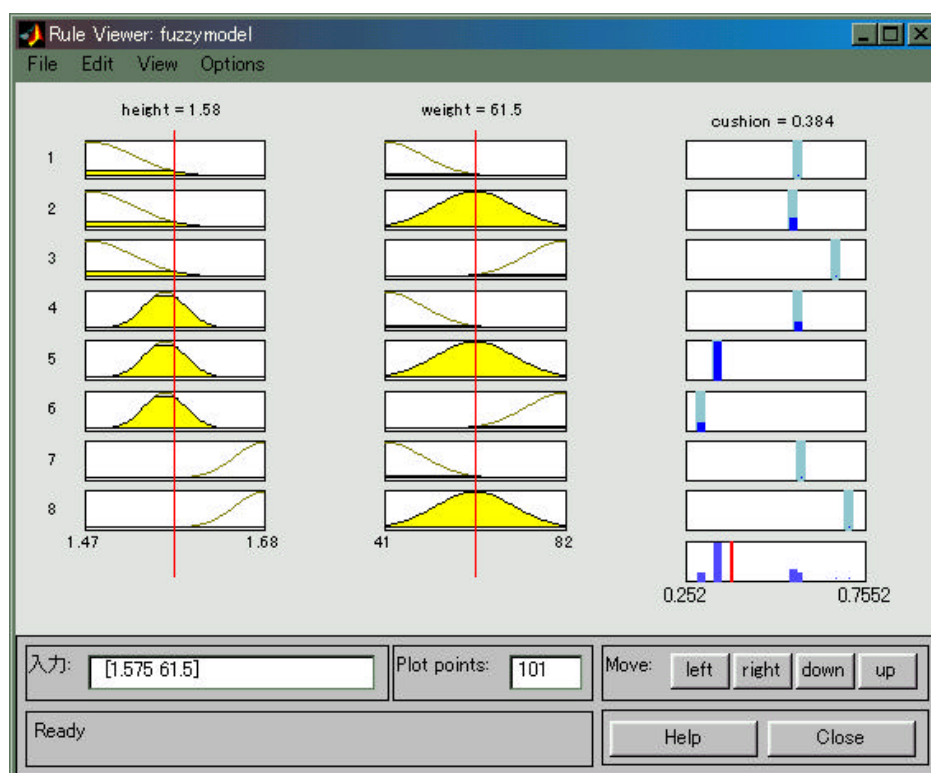 Rule Viewer: fuzzymodel
File Edit View Options
height = 1.58
weight = 61.5
cushion = 0.384
1
2
3
4
5
6
7
8
1.47
1.68
41
82
0.252
0.7552
入力:
[1.575 61.5]
Plot points:
101
Move:
left
right
down
up
Ready
Help
Close